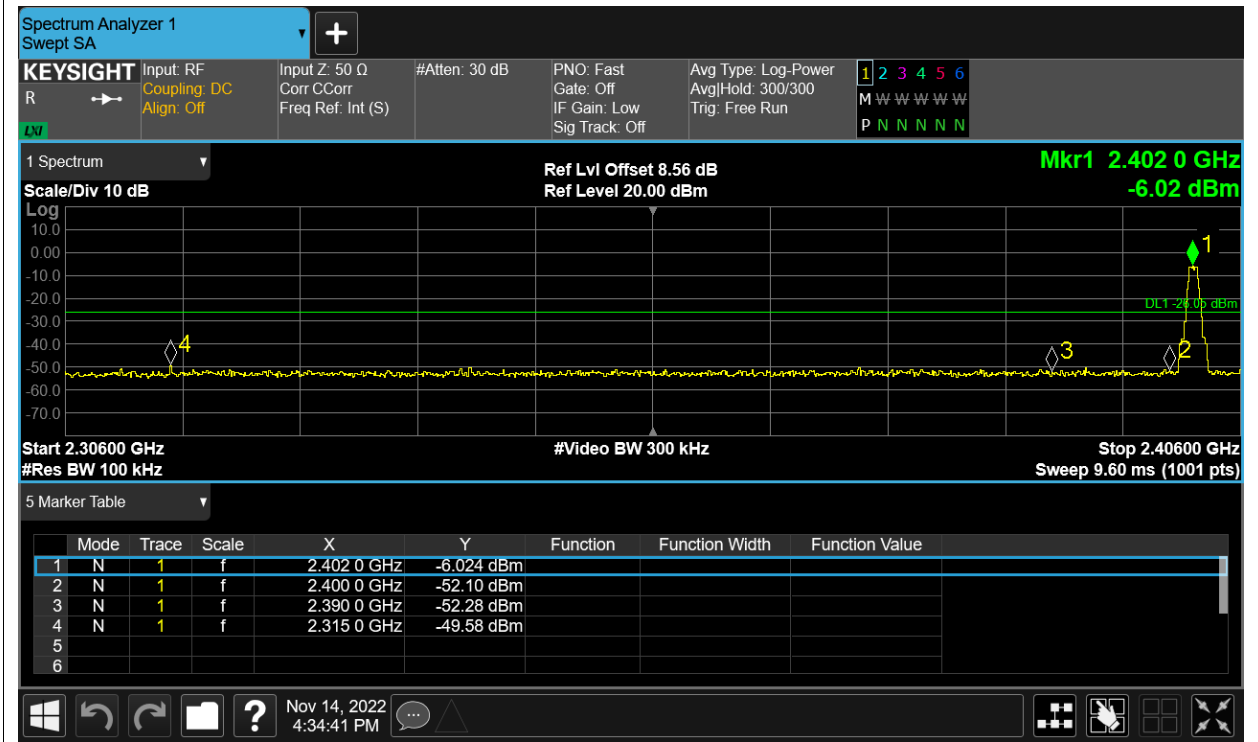 Spectrum Analyzer 1
Swept SA
KEYSIGHT Input: RF Input Z: 50 Ω #Atten: 30 dB PNO: Fast Avg Type: Log-Power 1 2 3 4 5 6
R Coupling: DC Corr CCorr Gate: Off Avg|Hold: 300/300 M W W W W W
Align: Off Freq Ref: Int (S) IF Gain: Low Trig: Free Run
LXI Sig Track: Off P N N N N N
1 Spectrum Ref Lvl Offset 8.56 dB Mkr1 2.402 0 GHz
Scale/Div 10 dB Ref Level 20.00 dBm -6.02 dBm
Log
10.0
0.00
-10.0
-20.0
-30.0
-40.0
-50.0
-60.0
-70.0
1
DL1 -26.05 dBm
4
3
2
Start 2.30600 GHz #Video BW 300 kHz Stop 2.40600 GHz
#Res BW 100 kHz Sweep 9.60 ms (1001 pts)
5 Marker Table
Mode Trace Scale X Y Function Function Width Function Value
1 N 1 f 2.402 0 GHz -6.024 dBm
2 N 1 f 2.400 0 GHz -52.10 dBm
3 N 1 f 2.390 0 GHz -52.28 dBm
4 N 1 f 2.315 0 GHz -49.58 dBm
5
6
? Nov 14, 2022
4:34:41 PM